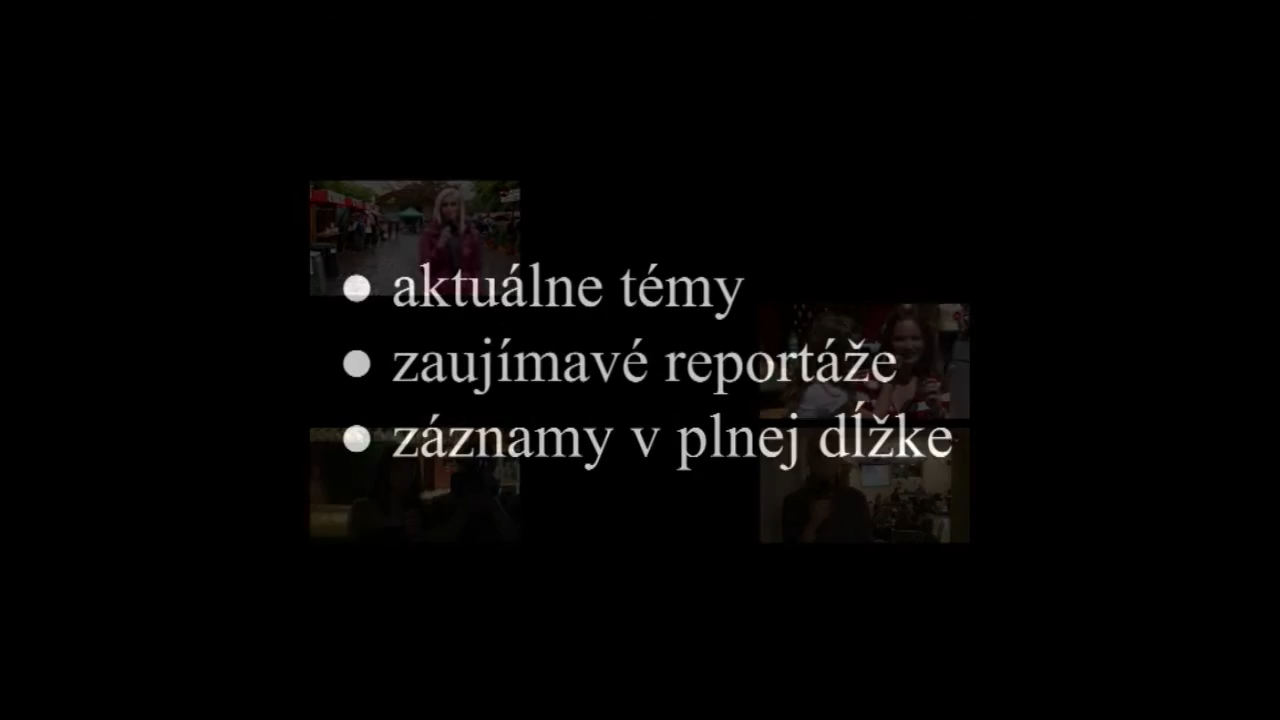 ● aktuálne témy
● zaujímavé reportáže
● záznamy v plnej dĺžke